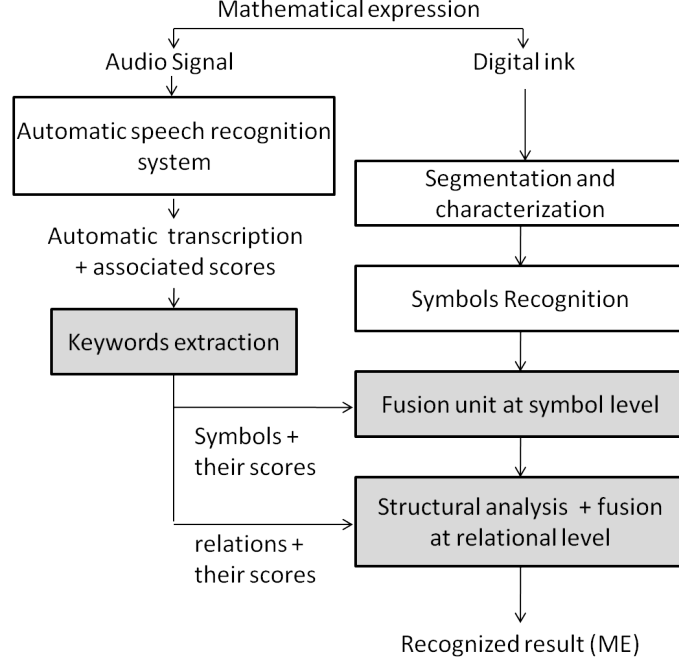 Mathematical expression
Audio Signal
Digital ink
Automatic speech recognition
system
Segmentation and
characterization
Automatic transcription
+ associated scores
Symbols Recognition
Keywords extraction
Fusion unit at symbol level
Symbols +
their scores
Structural analysis + fusion
at relational level
relations +
their scores
Recognized result (ME)